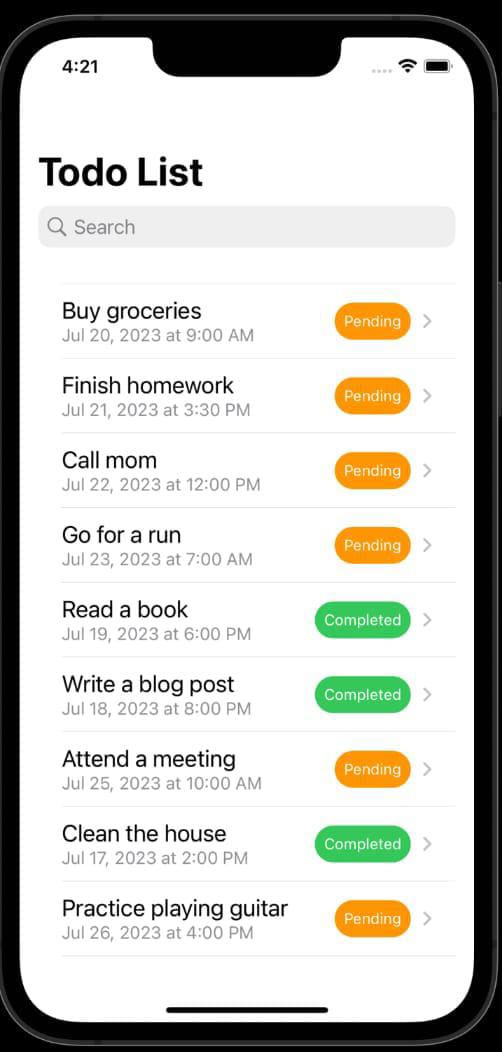 4:21
Todo List
Search
Buy groceries
Jul 20, 2023 at 9:00 AM
Pending
Finish homework
Jul 21, 2023 at 3:30 PM
Pending
Call mom
Jul 22, 2023 at 12:00 PM
Pending
Go for a run
Jul 23, 2023 at 7:00 AM
Pending
Read a book
Jul 19, 2023 at 6:00 PM
Completed
Write a blog post
Jul 18, 2023 at 8:00 PM
Completed
Attend a meeting
Jul 25, 2023 at 10:00 AM
Pending
Clean the house
Jul 17, 2023 at 2:00 PM
Completed
Practice playing guitar
Jul 26, 2023 at 4:00 PM
Pending